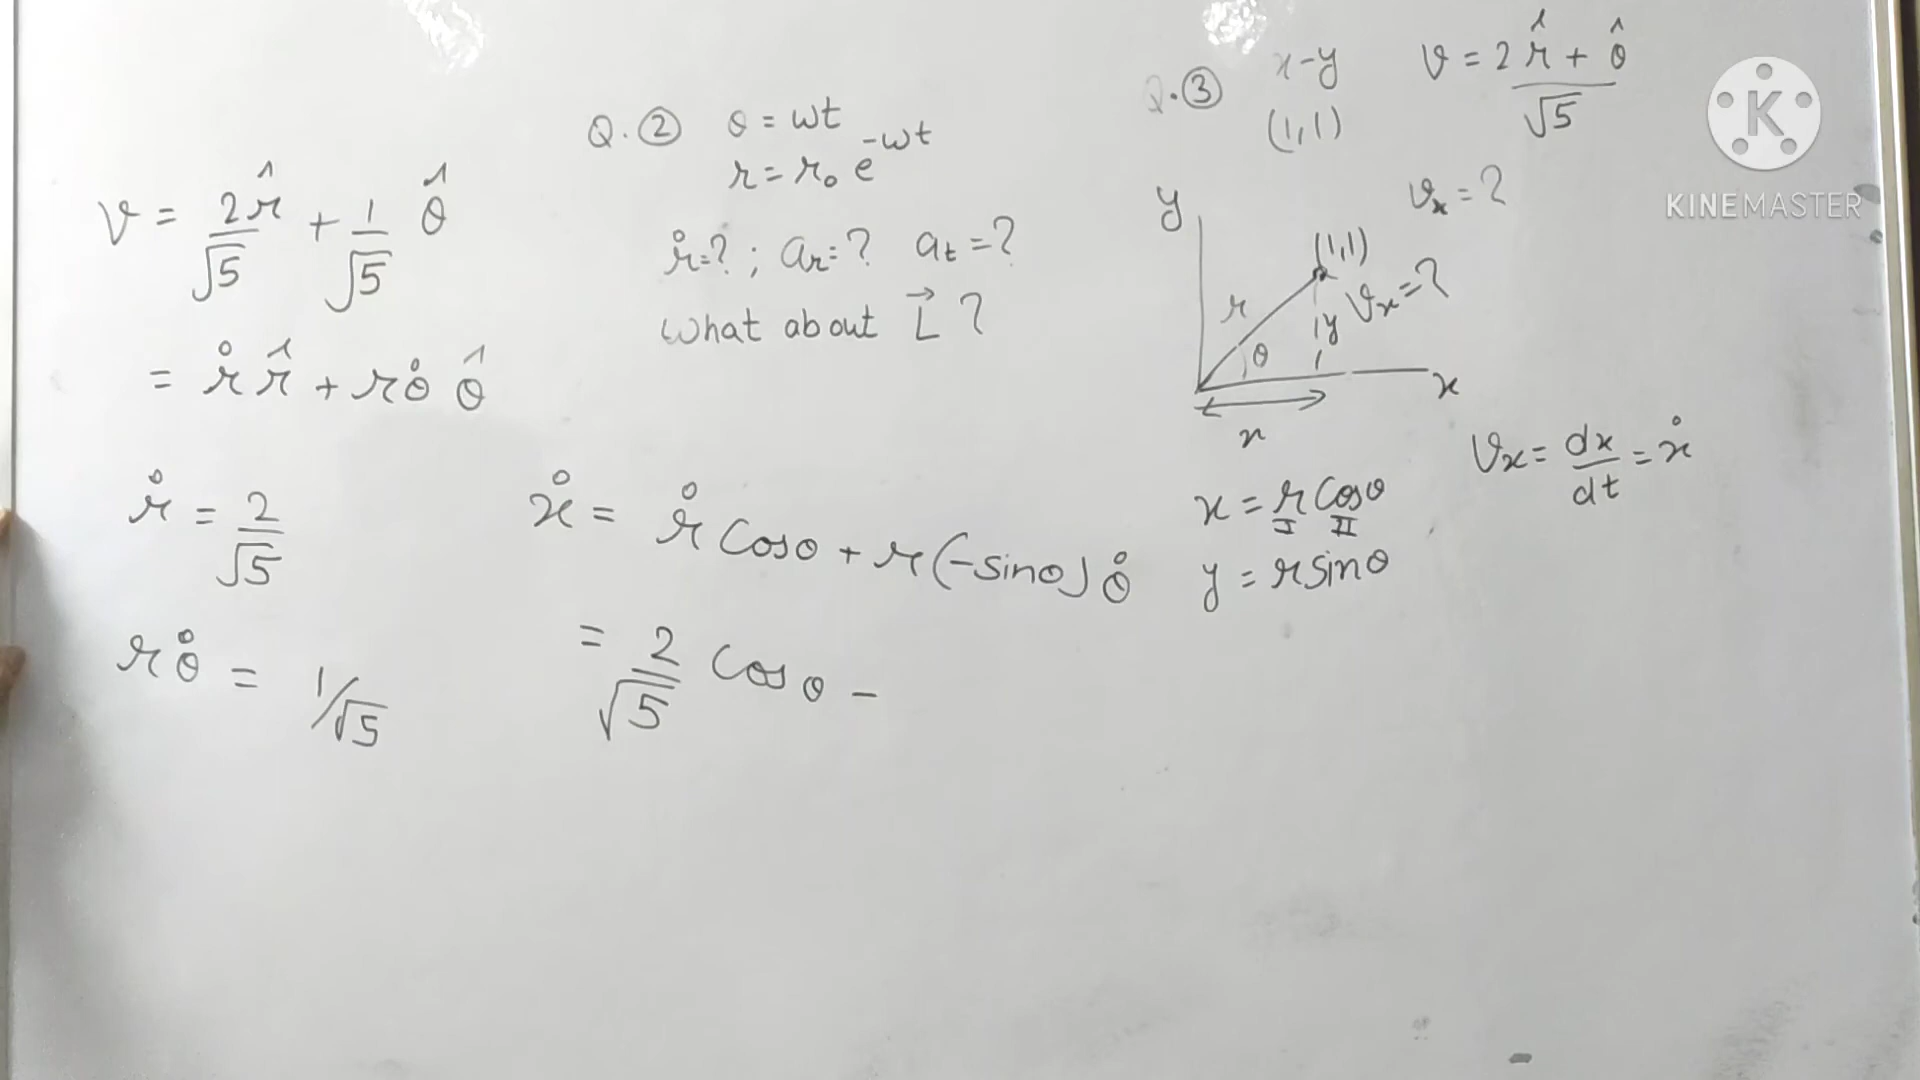 Q.② θ = ωt
r = r₀ e^{-ωt}
ṙ=? ; aᵣ=? aₜ=?
What about L⃗ ?
Q.③ x-y v = (2r̂ + θ̂)/√5
(1,1)
vₓ = ?
y
(1,1)
r
vₓ=?
y
θ
x
x
vₓ = dx/dt = ẋ
x = r Cosθ
I II
y = r sinθ
v = 2r̂/√5 + 1/√5 θ̂
= ṙ r̂ + rθ̇ θ̂
ṙ = 2/√5
rθ̇ = 1/√5
ẋ = ṙ Cosθ + r(-sinθ) θ̇
= 2/√5 Cosθ -
K
KINEMASTER